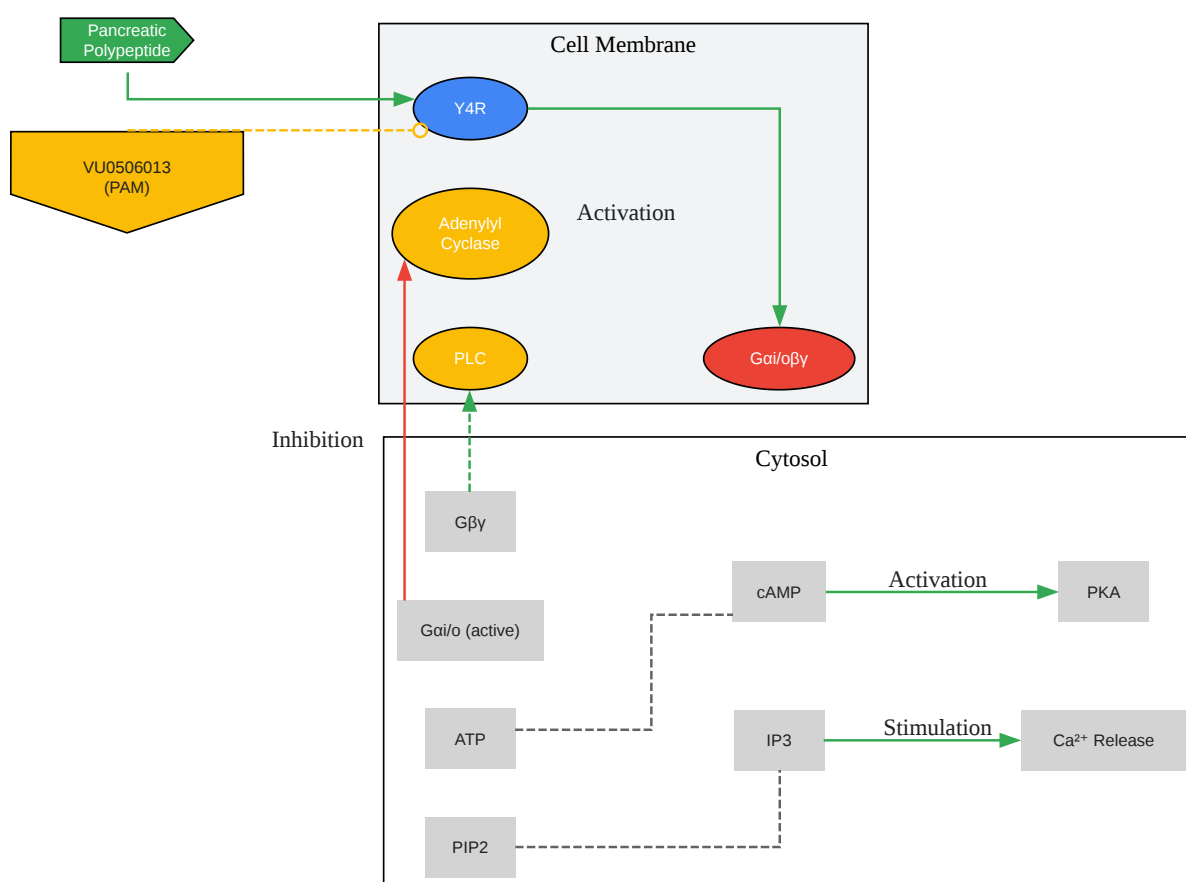 Pancreatic
Polypeptide
Cell Membrane
Y4R
VU0506013
(PAM)
Adenylyl
Cyclase
Activation
PLC
Gαi/oβγ
Inhibition
Cytosol
Gβγ
cAMP
Activation
PKA
Gαi/o (active)
ATP
IP3
Stimulation
Ca²⁺ Release
PIP2